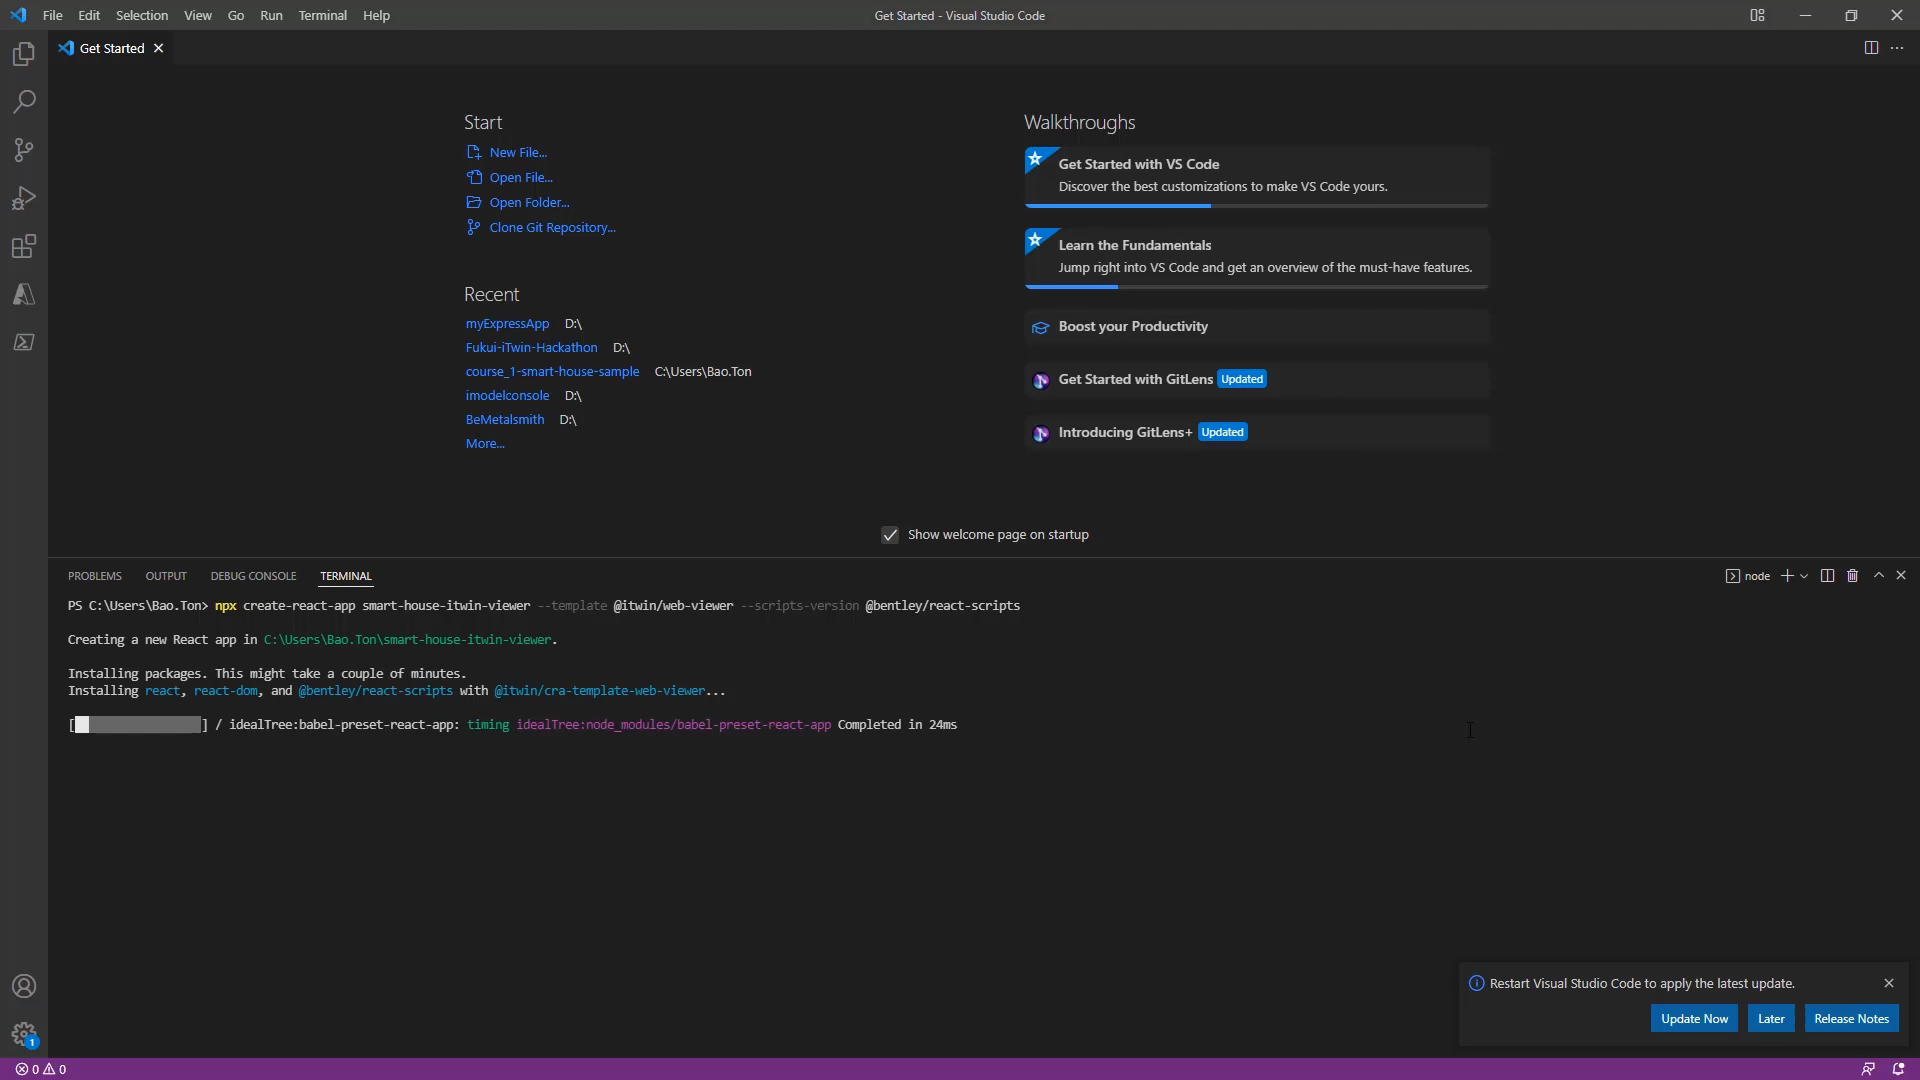 File Edit Selection View Go Run Terminal Help
Get Started - Visual Studio Code
Get Started
Start
New File...
Open File...
Open Folder...
Clone Git Repository...
Recent
myExpressApp D:\
Fukui-iTwin-Hackathon D:\
course_1-smart-house-sample C:\Users\Bao.Ton
imodelconsole D:\
BeMetalsmith D:\
More...
Walkthroughs
Get Started with VS Code
Discover the best customizations to make VS Code yours.
Learn the Fundamentals
Jump right into VS Code and get an overview of the must-have features.
Boost your Productivity
Get Started with GitLens Updated
Introducing GitLens+ Updated
Show welcome page on startup
PROBLEMS OUTPUT DEBUG CONSOLE TERMINAL
node
PS C:\Users\Bao.Ton> npx create-react-app smart-house-itwin-viewer --template @itwin/web-viewer --scripts-version @bentley/react-scripts
Creating a new React app in C:\Users\Bao.Ton\smart-house-itwin-viewer.
Installing packages. This might take a couple of minutes.
Installing react, react-dom, and @bentley/react-scripts with @itwin/cra-template-web-viewer...
[ ] / idealTree:babel-preset-react-app: timing idealTree:node_modules/babel-preset-react-app Completed in 24ms
Restart Visual Studio Code to apply the latest update.
Update Now Later Release Notes
1
0 0